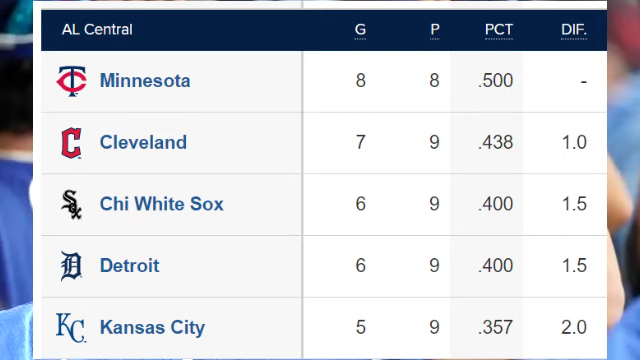 AL Central G P PCT DIF.
Minnesota 8 8 .500 -
Cleveland 7 9 .438 1.0
Chi White Sox 6 9 .400 1.5
Detroit 6 9 .400 1.5
Kansas City 5 9 .357 2.0